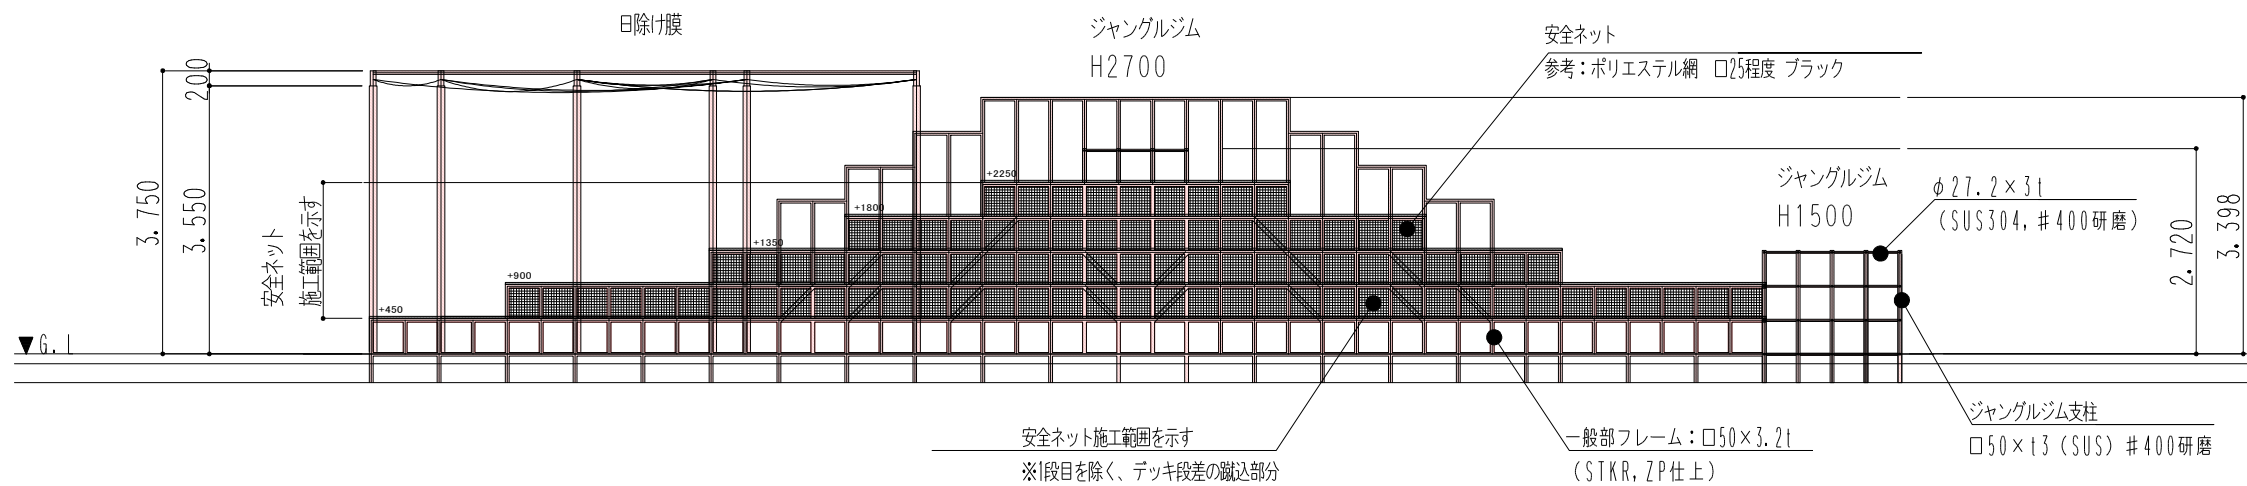 日除け膜
ジャングルジム
H2700
安全ネット
参考：ポリエステル網　□25程度　ブラック
200
3.750
3.550
安全ネット
施工範囲を示す
+2250
+1800
+1350
+900
+450
ジャングルジム
H1500
φ27.2×3t
(SUS304,＃400研磨)
2.720
3.398
▼G.L
安全ネット施工範囲を示す
※1段目を除く、デッキ段差の蹴込部分
一般部フレーム：□50×3.2t
(STKR,ZP仕上)
ジャングルジム支柱
□50×t3 (SUS) ＃400研磨